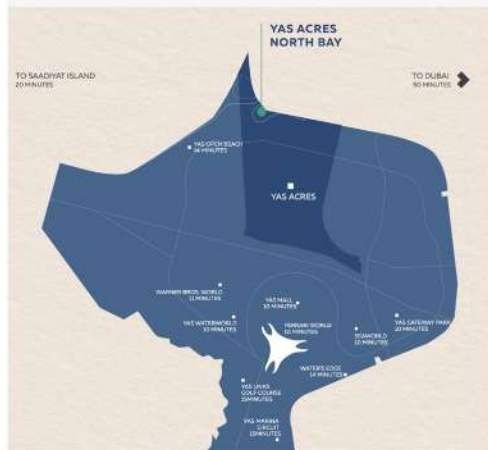 YAS ACRES
NORTH BAY
TO SAADIYAT ISLAND
20 MINUTES
TO DUBAI
50 MINUTES
YAS OPEN BEACH
14 MINUTES
YAS ACRES
WARNER BROS. WORLD
11 MINUTES
YAS MALL
10 MINUTES
YAS WATERWORLD
10 MINUTES
FERRARI WORLD
10 MINUTES
SEAWORLD
10 MINUTES
YAS GATEWAY PARK
20 MINUTES
WATER'S EDGE
14 MINUTES
YAS LINKS
GOLF COURSE
15MINUTES
YAS MARINA
CIRCUIT
15MINUTES